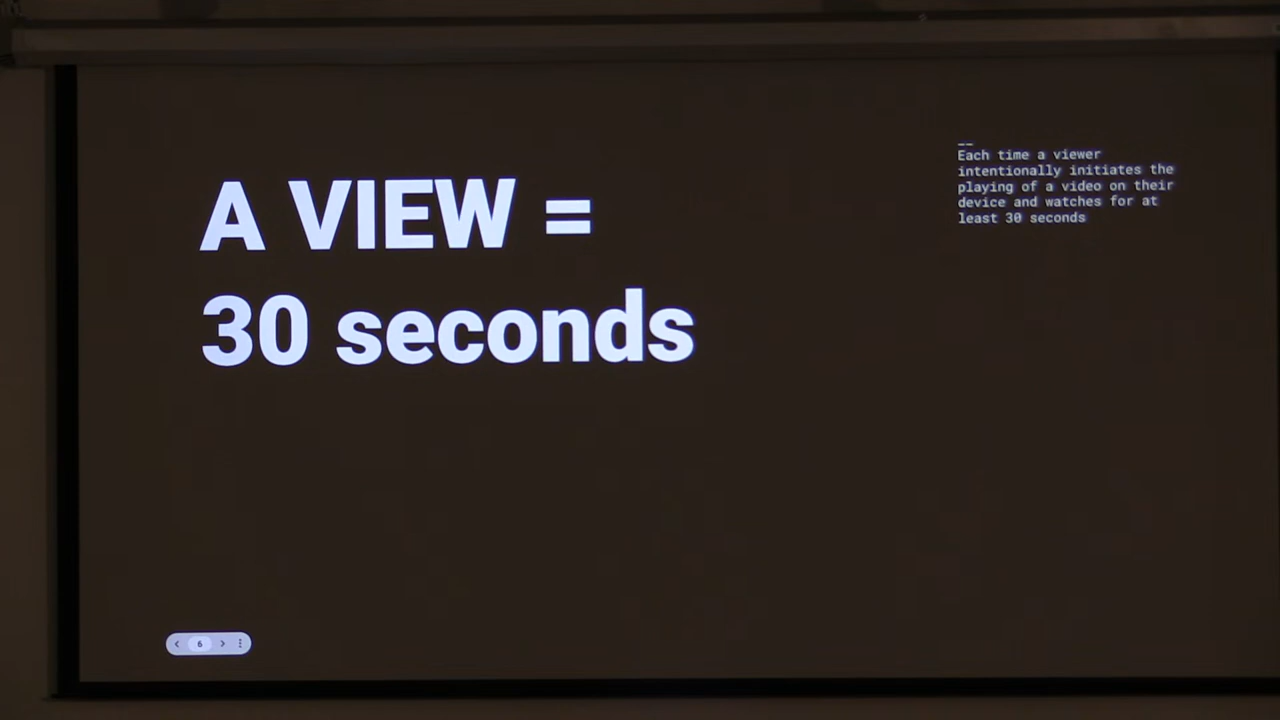 A VIEW =
30 seconds
Each time a viewer
intentionally initiates the
playing of a video on their
device and watches for at
least 30 seconds
6